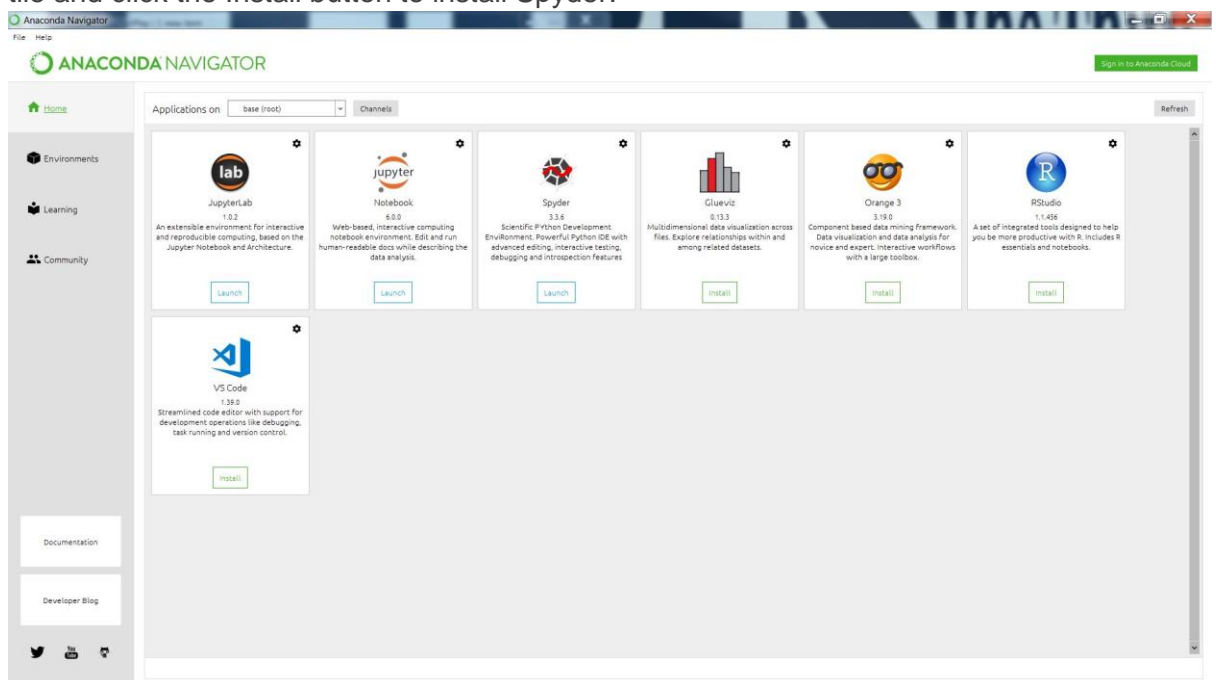 tile and click the Install button to install Spyder.
Anaconda Navigator
File Help
ANACONDA NAVIGATOR
Sign in to Anaconda Cloud
Home
Applications on base (root) Channels
Refresh
Environments
Learning
Community
lab
JupyterLab
1.0.2
An extensible environment for interactive
and reproducible computing, based on the
Jupyter Notebook and Architecture.
Launch
jupyter
Notebook
6.0.0
Web-based, interactive computing
notebook environment. Edit and run
human-readable docs while describing the
data analysis.
Launch
Spyder
3.3.6
Scientific PYthon Development
EnviRonment. Powerful Python IDE with
advanced editing, interactive testing,
debugging and introspection features
Launch
Glueviz
0.13.3
Multidimensional data visualization across
files. Explore relationships within and
among related datasets.
Install
Orange 3
3.19.0
Component based data mining framework.
Data visualization and data analysis for
novice and expert. Interactive workflows
with a large toolbox.
Install
R
RStudio
1.1.456
A set of integrated tools designed to help
you be more productive with R. Includes R
essentials and notebooks.
Install
VS Code
1.39.0
Streamlined code editor with support for
development operations like debugging,
task running and version control.
Install
Documentation
Developer Blog
You
Tube